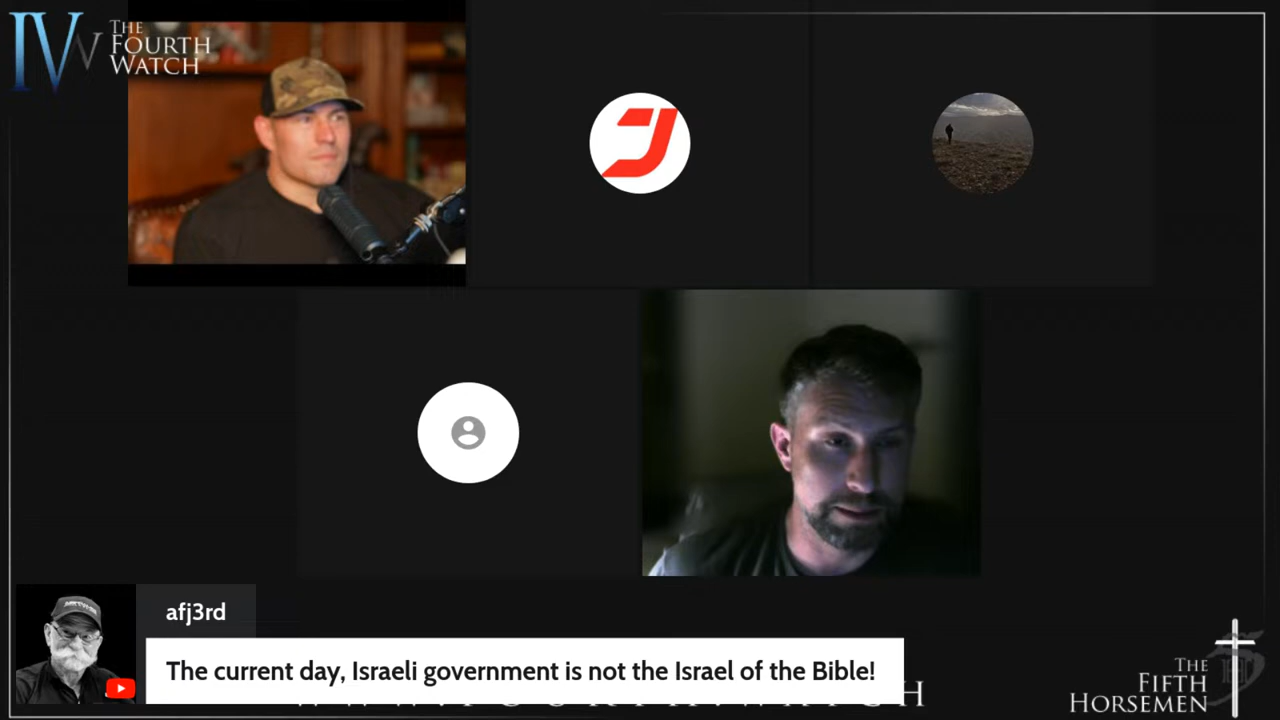 IV
THE
FOURTH
WATCH
afj3rd
The current day, Israeli government is not the Israel of the Bible!
THE
FIFTH
HORSEMEN